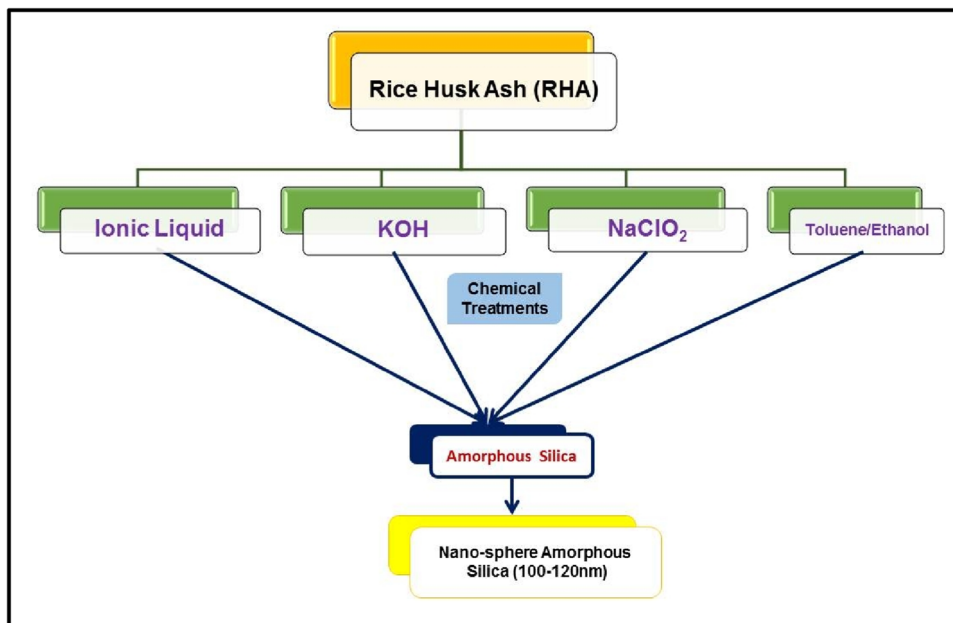 Rice Husk Ash (RHA)
Ionic Liquid
KOH
NaClO₂
Toluene/Ethanol
Chemical
Treatments
Amorphous Silica
Nano-sphere Amorphous
Silica (100-120nm)